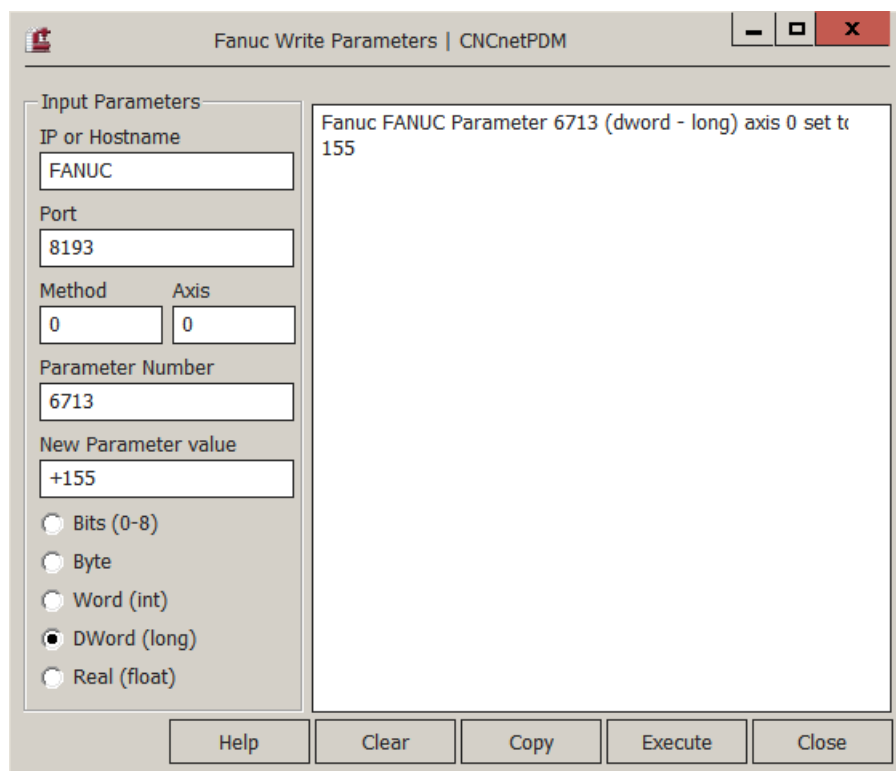 Fanuc Write Parameters | CNCnetPDM
Input Parameters
IP or Hostname
FANUC
Port
8193
Method Axis
0 0
Parameter Number
6713
New Parameter value
+155
Bits (0-8)
Byte
Word (int)
DWord (long)
Real (float)
Fanuc FANUC Parameter 6713 (dword - long) axis 0 set to
155
Help Clear Copy Execute Close